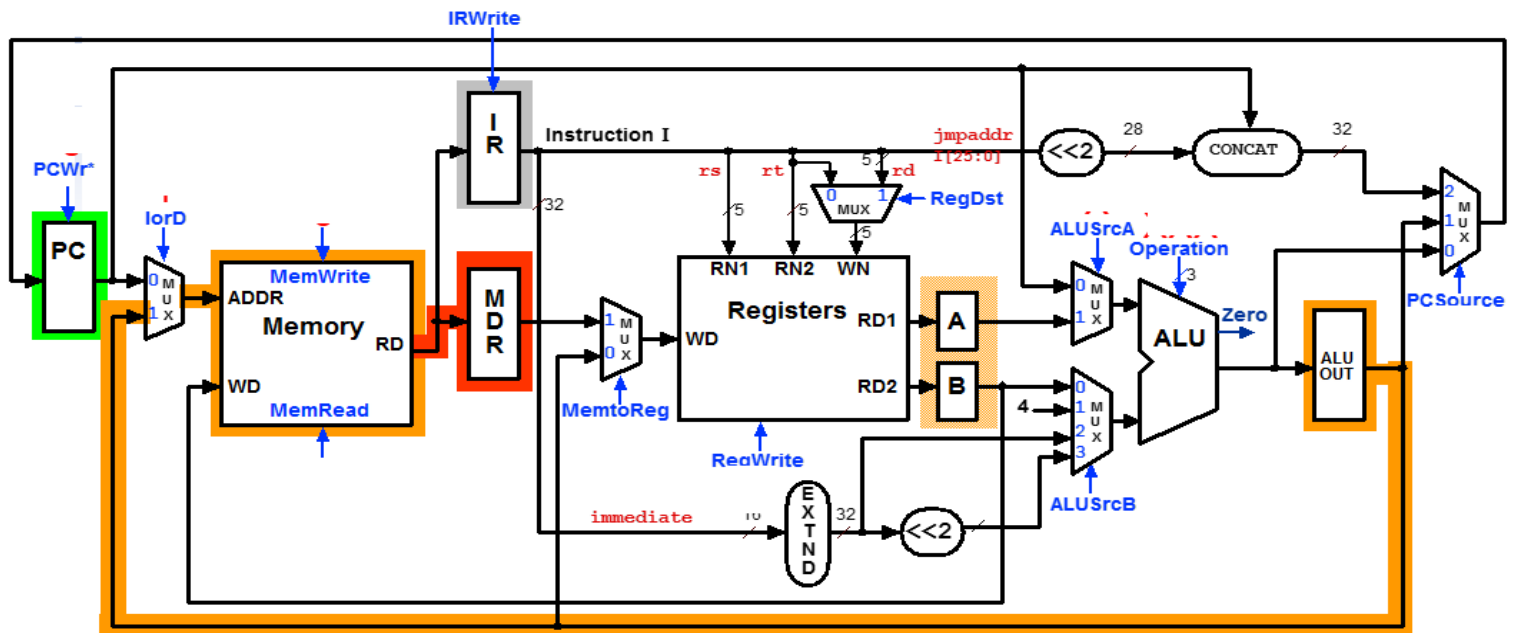 IRWrite
I
R
Instruction I
jmpaddr
I[25:0]
<<2
28
CONCAT
32
PCWr*
IorD
PC
rs
rt
5
rd
0
1
MUX
RegDst
32
5
5
5
2
1
0
M
U
X
PCSource
ALUSrcA
Operation
3
0
1
M
U
X
MemWrite
ADDR
Memory
RD
WD
MemRead
M
D
R
1
0
M
U
X
MemtoReg
RN1
RN2
WN
Registers
WD
RD1
RD2
RegWrite
A
B
0
1
M
U
X
4
0
1
2
3
M
U
X
ALUSrcB
ALU
Zero
ALU
OUT
immediate
E
X
T
N
D
32
<<2